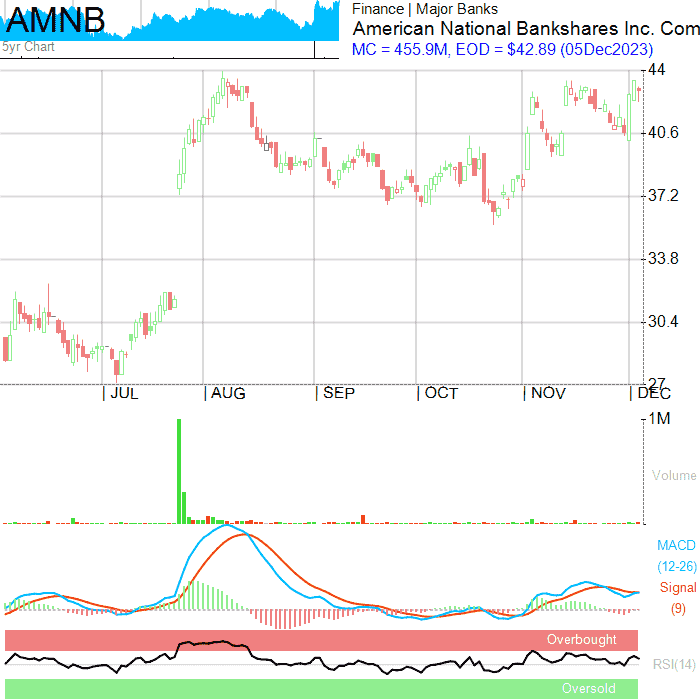 AMNB
5yr Chart
Finance | Major Banks
American National Bankshares Inc. Com
MC = 455.9M, EOD = $42.89 (05Dec2023)
44
40.6
37.2
33.8
30.4
27
| JUL | AUG | SEP | OCT | NOV | DEC
1M
Volume
MACD
(12-26)
Signal
(9)
Overbought
RSI(14)
Oversold